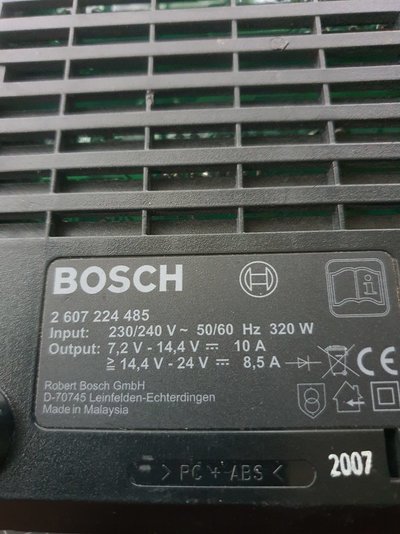 BOSCH
2 607 224 485
Input: 230/240 V ~ 50/60 Hz 320 W
Output: 7,2 V - 14,4 V ⎓ 10 A
≧ 14,4 V - 24 V ⎓ 8,5 A
Robert Bosch GmbH
D-70745 Leinfelden-Echterdingen
Made in Malaysia
CE
> PC + ABS <
2007